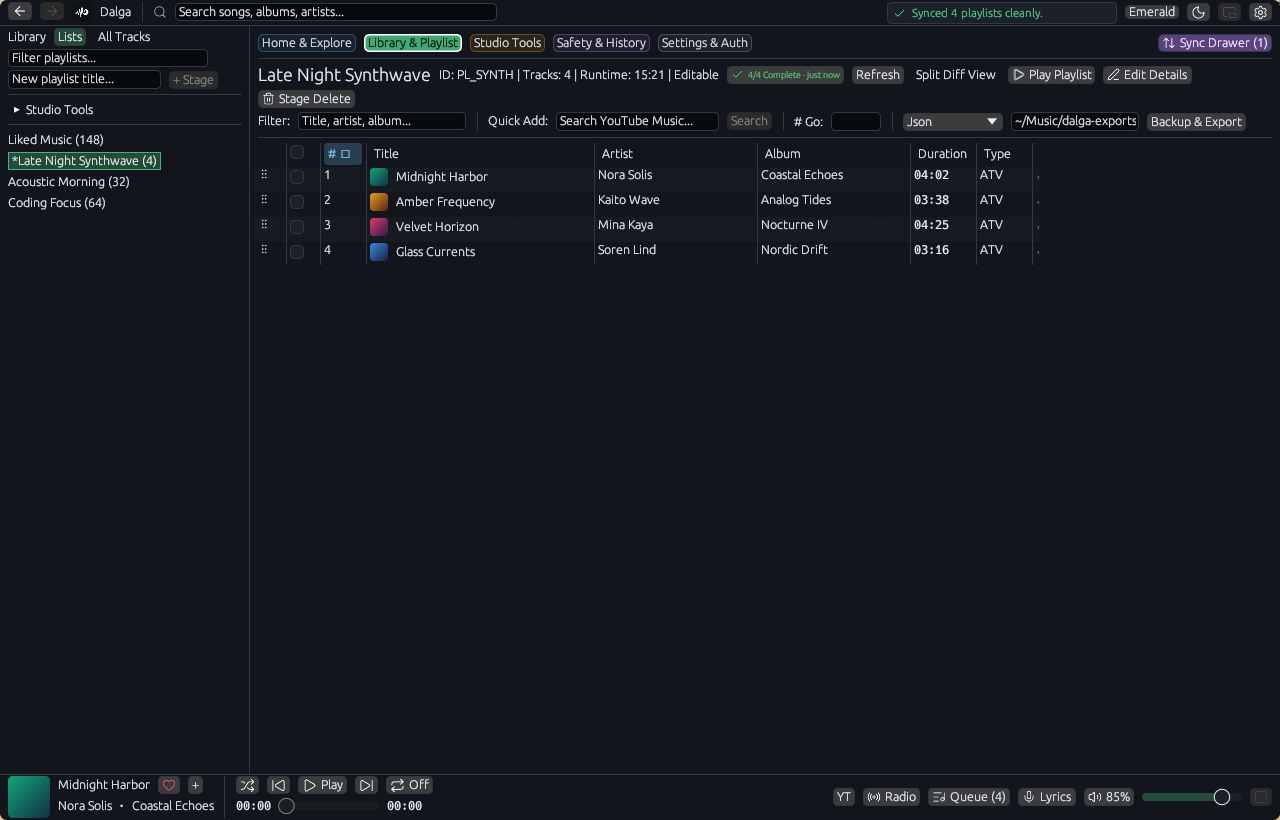 Dalga Search songs, albums, artists... Synced 4 playlists cleanly. Emerald
Library Lists All Tracks
Filter playlists...
New playlist title... + Stage
Studio Tools
Liked Music (148)
*Late Night Synthwave (4)
Acoustic Morning (32)
Coding Focus (64)
Home & Explore Library & Playlist Studio Tools Safety & History Settings & Auth Sync Drawer (1)
Late Night Synthwave ID: PL_SYNTH | Tracks: 4 | Runtime: 15:21 | Editable 4/4 Complete · just now Refresh Split Diff View Play Playlist Edit Details
Stage Delete
Filter: Title, artist, album... Quick Add: Search YouTube Music... Search # Go: Json ~/Music/dalga-exports Backup & Export
# Title Artist Album Duration Type
1 Midnight Harbor Nora Solis Coastal Echoes 04:02 ATV
2 Amber Frequency Kaito Wave Analog Tides 03:38 ATV
3 Velvet Horizon Mina Kaya Nocturne IV 04:25 ATV
4 Glass Currents Soren Lind Nordic Drift 03:16 ATV
Midnight Harbor +
Nora Solis • Coastal Echoes
Play Off
00:00 00:00
YT Radio Queue (4) Lyrics 85%